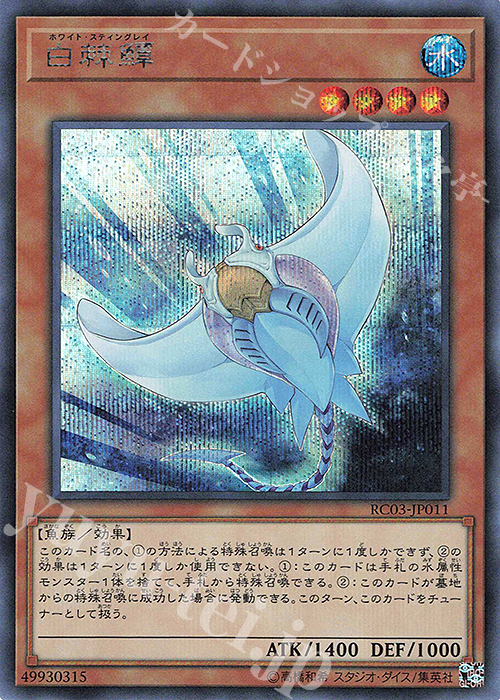 ホワイト・スティングレイ
白棘鱏
水
RC03-JP011
【魚族／効果】
このカード名の、①の方法による特殊召喚は1ターンに1度しかできず、②の
効果は1ターンに1度しか使用できない。①：このカードは手札の水属性
モンスター1体を捨てて、手札から特殊召喚できる。②：このカードが墓地
からの特殊召喚に成功した場合に発動できる。このターン、このカードをチュー
ナーとして扱う。
ATK/1400 DEF/1000
49930315
©高橋和希 スタジオ・ダイス/集英社
yuyu-tei.jp